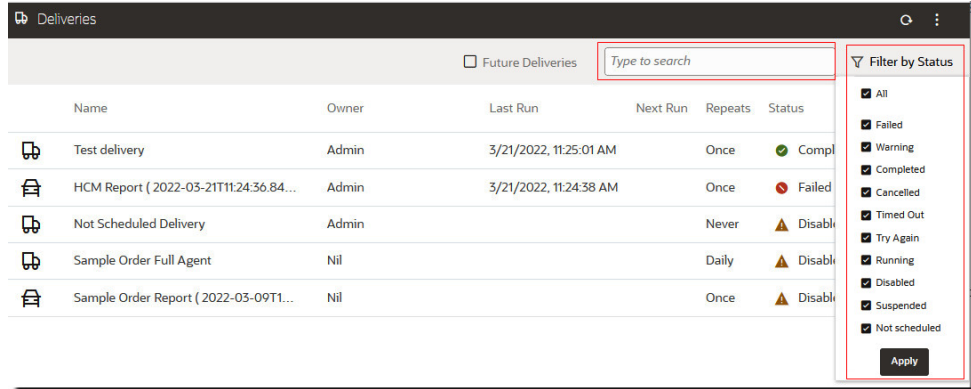 Deliveries
Future Deliveries
Type to search
Filter by Status
Name Owner Last Run Next Run Repeats Status
Test delivery Admin 3/21/2022, 11:25:01 AM Once Compl
HCM Report ( 2022-03-21T11:24:36.84... Admin 3/21/2022, 11:24:38 AM Once Failed
Not Scheduled Delivery Admin Never Disabl
Sample Order Full Agent Nil Daily Disabl
Sample Order Report ( 2022-03-09T1... Nil Once Disabl
All
Failed
Warning
Completed
Cancelled
Timed Out
Try Again
Running
Disabled
Suspended
Not scheduled
Apply